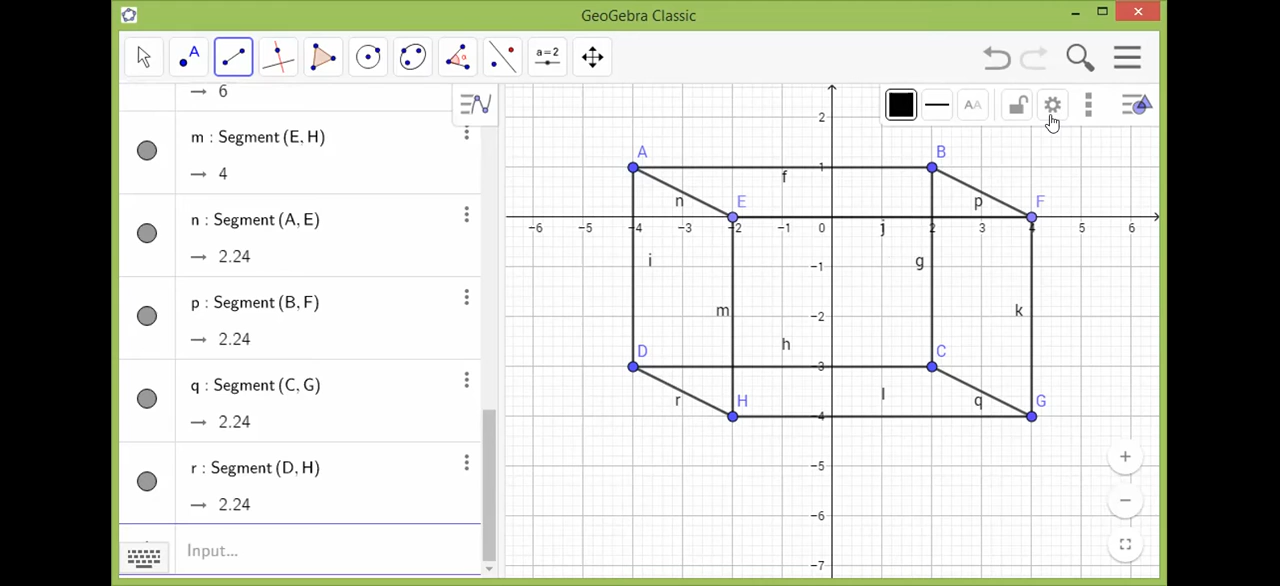 GeoGebra Classic
A
a=2
→ 6
m : Segment (E, H)
→ 4
n : Segment (A, E)
→ 2.24
p : Segment (B, F)
→ 2.24
q : Segment (C, G)
→ 2.24
r : Segment (D, H)
→ 2.24
Input...
AA
2
A B
1
f
n E p F
−6 −5 −4 −3 −2 −1 0 1 2 3 4 5 6
j
i −1 g
m −2 k
h
D C
−3
r H l q G
−4
−5
−6
−7